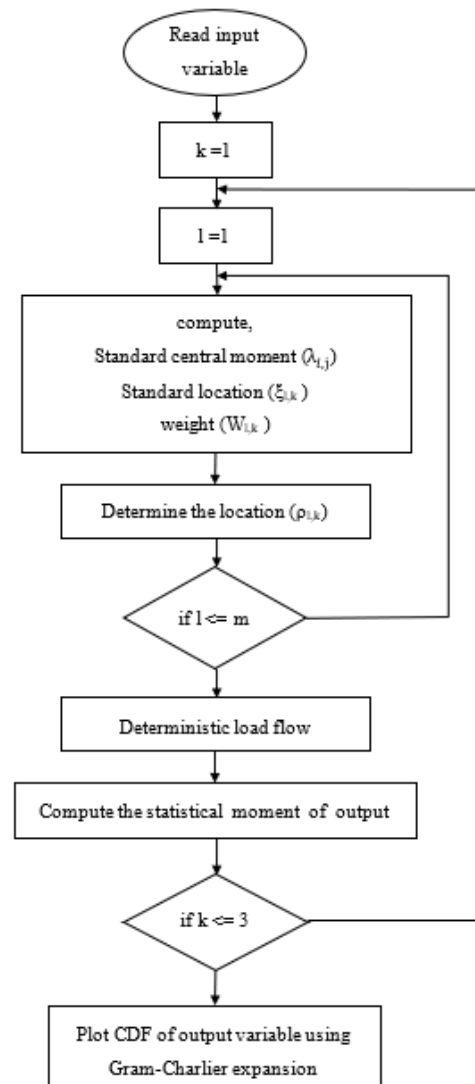 Read input
variable
k =1
l =1
compute,
Standard central moment (λl,j)
Standard location (ξl,k )
weight (Wl,k )
Determine the location (ρl,k)
if l <= m
Deterministic load flow
Compute the statistical moment of output
if k <= 3
Plot CDF of output variable using
Gram-Charlier expansion